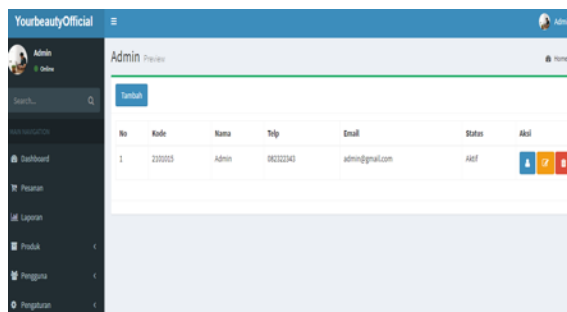 YourbeautyOfficial
Admin
Admin
Online
Admin Preview
Home
Search...
Tambah
MAIN NAVIGATION
No Kode Nama Telp Email Status Aksi
1 2101015 Admin 082322343 admin@gmail.com Aktif
Dashboard
Pesanan
Laporan
Produk
Pengguna
Pengaturan